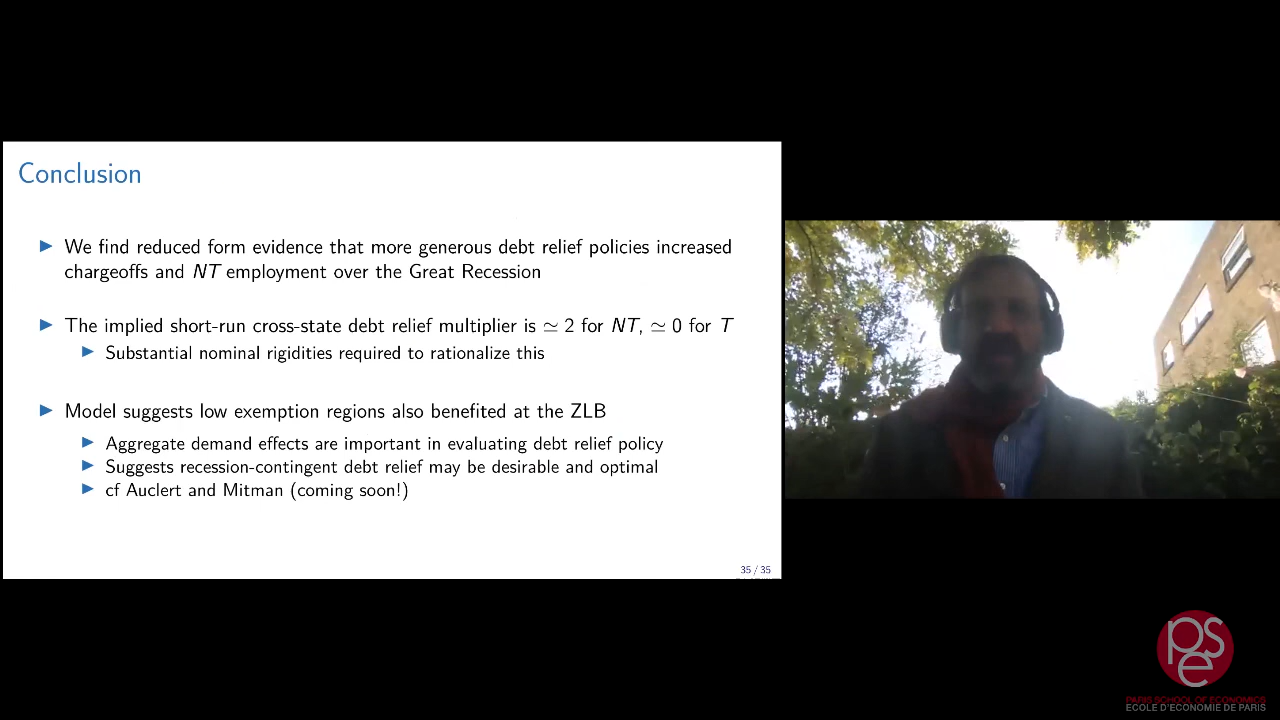 Conclusion
▶ We find reduced form evidence that more generous debt relief policies increased
chargeoffs and NT employment over the Great Recession
▶ The implied short-run cross-state debt relief multiplier is ≃ 2 for NT, ≃ 0 for T
▶ Substantial nominal rigidities required to rationalize this
▶ Model suggests low exemption regions also benefited at the ZLB
▶ Aggregate demand effects are important in evaluating debt relief policy
▶ Suggests recession-contingent debt relief may be desirable and optimal
▶ cf Auclert and Mitman (coming soon!)
35 / 35
pse
PARIS SCHOOL OF ECONOMICS
ECOLE D'ECONOMIE DE PARIS